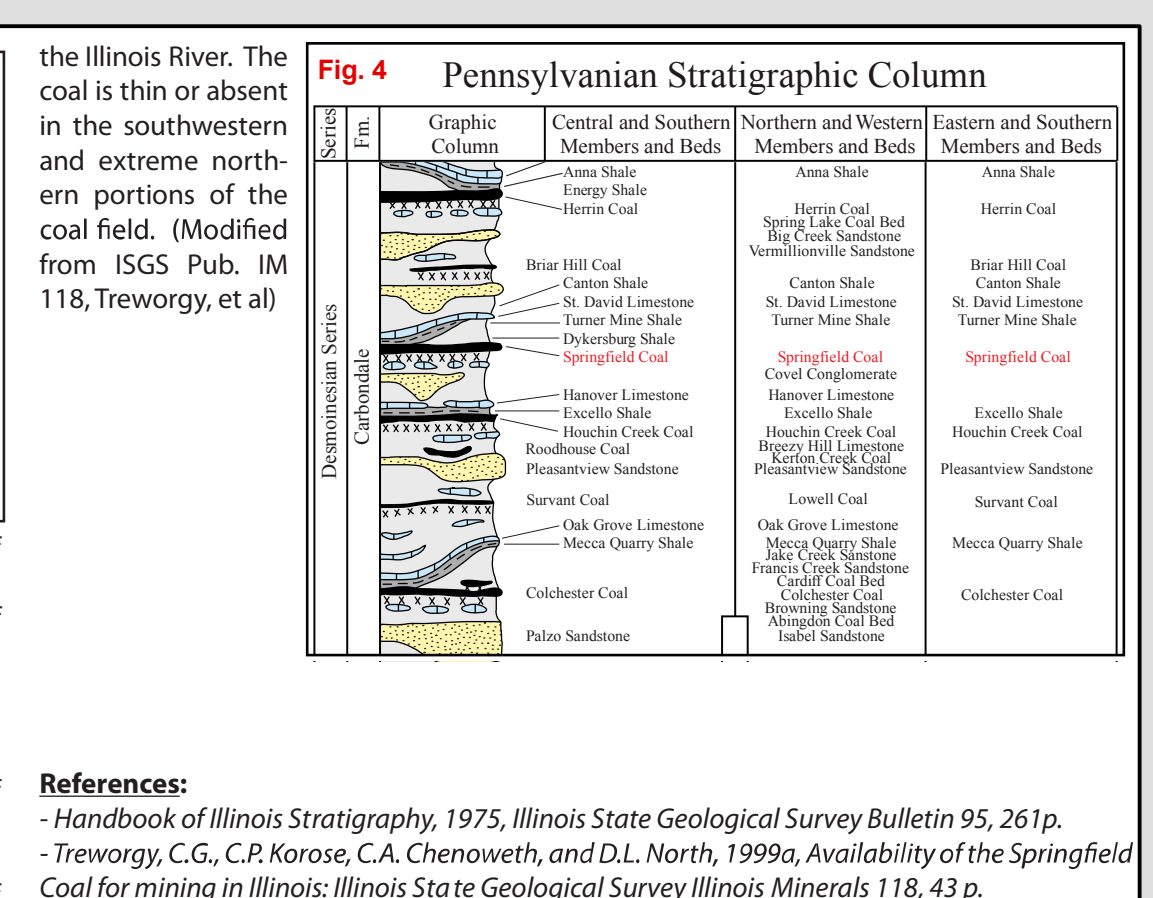 the Illinois River. The
coal is thin or absent
in the southwestern
and extreme north-
ern portions of the
coal field. (Modified
from ISGS Pub. IM
118, Treworgy, et al)
Fig. 4
Pennsylvanian Stratigraphic Column
Series
Fm.
Graphic
Column
Central and Southern
Members and Beds
Northern and Western
Members and Beds
Eastern and Southern
Members and Beds
Desmoinesian Series
Carbondale
Anna Shale
Energy Shale
Herrin Coal
Briar Hill Coal
Canton Shale
St. David Limestone
Turner Mine Shale
Dykersburg Shale
Springfield Coal
Hanover Limestone
Excello Shale
Houchin Creek Coal
Roodhouse Coal
Pleasantview Sandstone
Survant Coal
Oak Grove Limestone
Mecca Quarry Shale
Colchester Coal
Palzo Sandstone
Anna Shale
Herrin Coal
Spring Lake Coal Bed
Big Creek Sandstone
Vermillionville Sandstone
Canton Shale
St. David Limestone
Turner Mine Shale
Springfield Coal
Covel Conglomerate
Hanover Limestone
Excello Shale
Houchin Creek Coal
Breezy Hill Limestone
Kerton Creek Coal
Pleasantview Sandstone
Lowell Coal
Oak Grove Limestone
Mecca Quarry Shale
Jake Creek Sanstone
Francis Creek Sandstone
Cardiff Coal Bed
Colchester Coal
Browning Sandstone
Abingdon Coal Bed
Isabel Sandstone
Anna Shale
Herrin Coal
Briar Hill Coal
Canton Shale
St. David Limestone
Turner Mine Shale
Springfield Coal
Excello Shale
Houchin Creek Coal
Pleasantview Sandstone
Survant Coal
Mecca Quarry Shale
Colchester Coal
References:
- Handbook of Illinois Stratigraphy, 1975, Illinois State Geological Survey Bulletin 95, 261p.
- Treworgy, C.G., C.P. Korose, C.A. Chenoweth, and D.L. North, 1999a, Availability of the Springfield
Coal for mining in Illinois: Illinois State Geological Survey Illinois Minerals 118, 43 p.